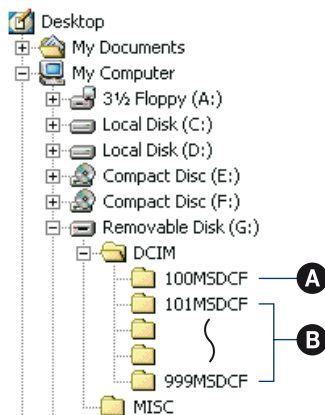 Desktop
My Documents
My Computer
3½ Floppy (A:)
Local Disk (C:)
Local Disk (D:)
Compact Disc (E:)
Compact Disc (F:)
Removable Disk (G:)
DCIM
100MSDCF A
101MSDCF
B
999MSDCF
MISC